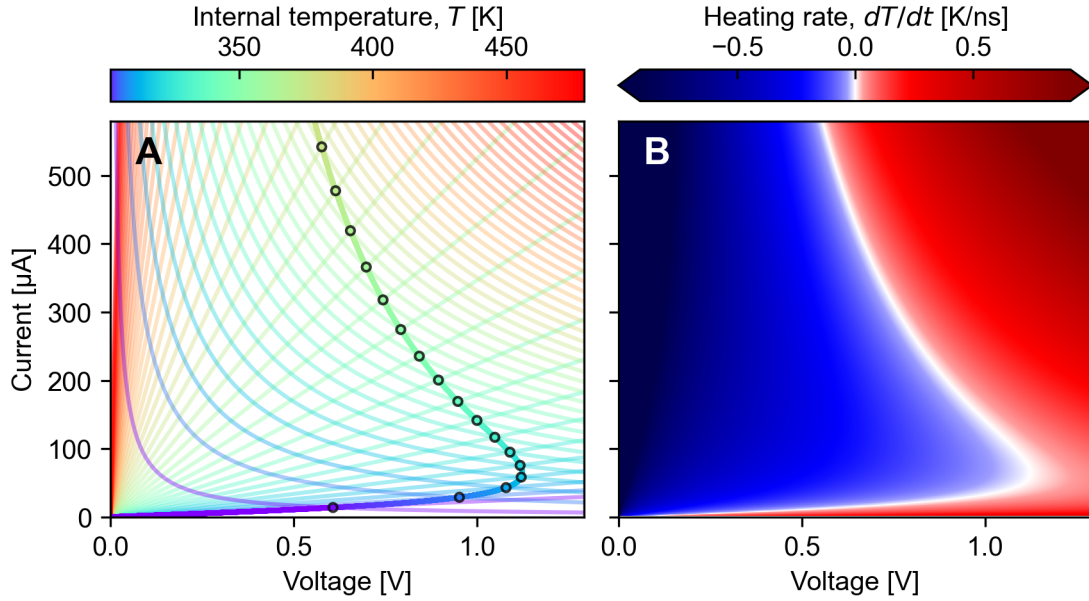 Internal temperature, T [K]
350 400 450
Heating rate, dT/dt [K/ns]
−0.5 0.0 0.5
A
B
Current [µA]
500
400
300
200
100
0
0.0 0.5 1.0
Voltage [V]
0.0 0.5 1.0
Voltage [V]